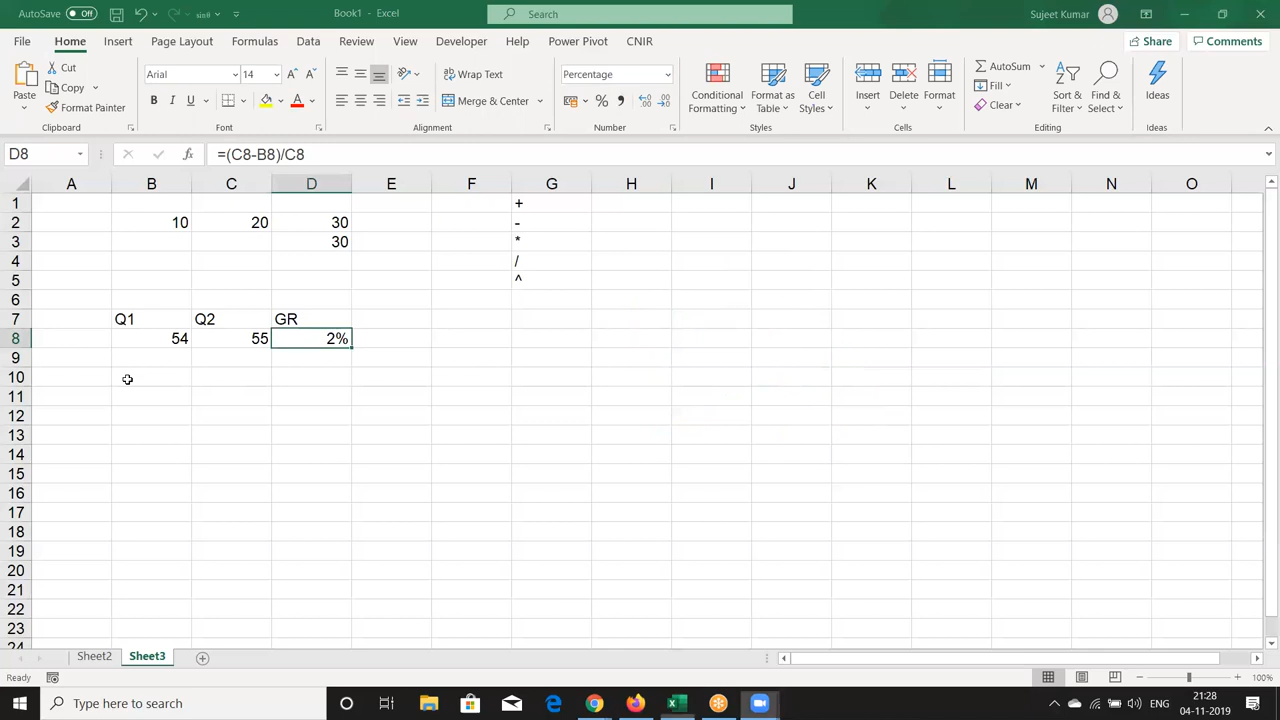 AutoSave Off sinθ Book1 - Excel Search Sujeet Kumar
File Home Insert Page Layout Formulas Data Review View Developer Help Power Pivot CNIR Share Comments
Paste Cut Copy Format Painter
Arial 14 A A B I U A
Wrap Text Merge & Center
Percentage %
Conditional Formatting Format as Table Cell Styles
Insert Delete Format
AutoSum Fill Clear Sort & Filter Find & Select Ideas
Clipboard Font Alignment Number Styles Cells Editing Ideas
D8 fx =(C8-B8)/C8
A B C D E F G H I J K L M N O
1 +
2 10 20 30 -
3 30 *
4 /
5 ^
6
7 Q1 Q2 GR
8 54 55 2%
9
10
11
12
13
14
15
16
17
18
19
20
21
22
23
24
Sheet2 Sheet3
Ready 100%
Type here to search ENG 21:28
04-11-2019